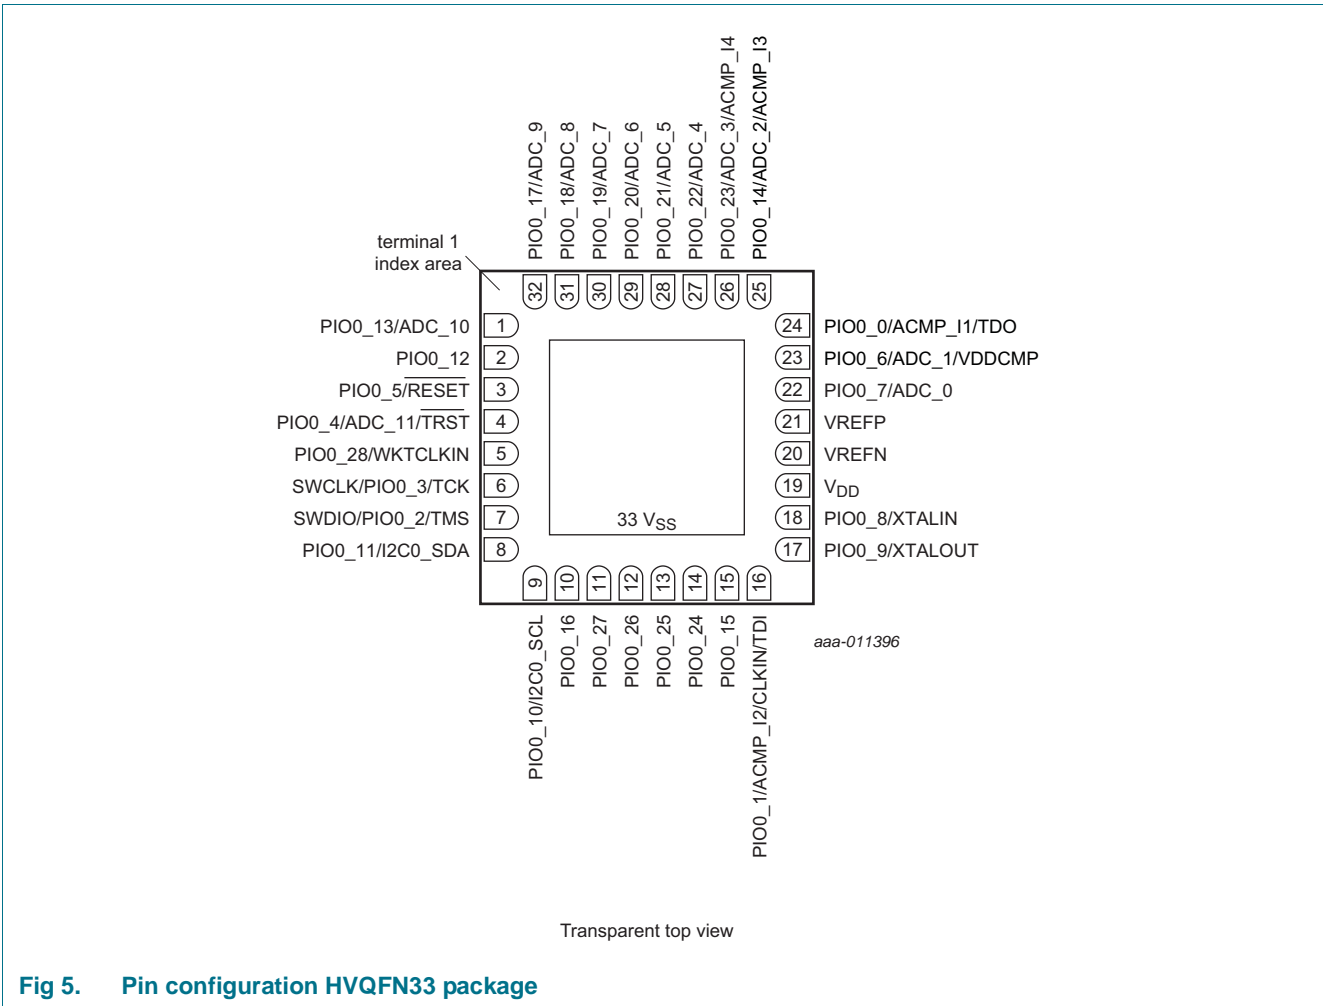 PIO0_17/ADC_9
PIO0_18/ADC_8
PIO0_19/ADC_7
PIO0_20/ADC_6
PIO0_21/ADC_5
PIO0_22/ADC_4
PIO0_23/ADC_3/ACMP_I4
PIO0_14/ADC_2/ACMP_I3
terminal 1
index area
32 31 30 29 28 27 26 25
PIO0_13/ADC_10 1
PIO0_12 2
PIO0_5/RESET 3
PIO0_4/ADC_11/TRST 4
PIO0_28/WKTCLKIN 5
SWCLK/PIO0_3/TCK 6
SWDIO/PIO0_2/TMS 7
PIO0_11/I2C0_SDA 8
24 PIO0_0/ACMP_I1/TDO
23 PIO0_6/ADC_1/VDDCMP
22 PIO0_7/ADC_0
21 VREFP
20 VREFN
19 VDD
18 PIO0_8/XTALIN
17 PIO0_9/XTALOUT
33 VSS
9 10 11 12 13 14 15 16
PIO0_10/I2C0_SCL
PIO0_16
PIO0_27
PIO0_26
PIO0_25
PIO0_24
PIO0_15
PIO0_1/ACMP_I2/CLKIN/TDI
aaa-011396
Transparent top view
Fig 5. Pin configuration HVQFN33 package